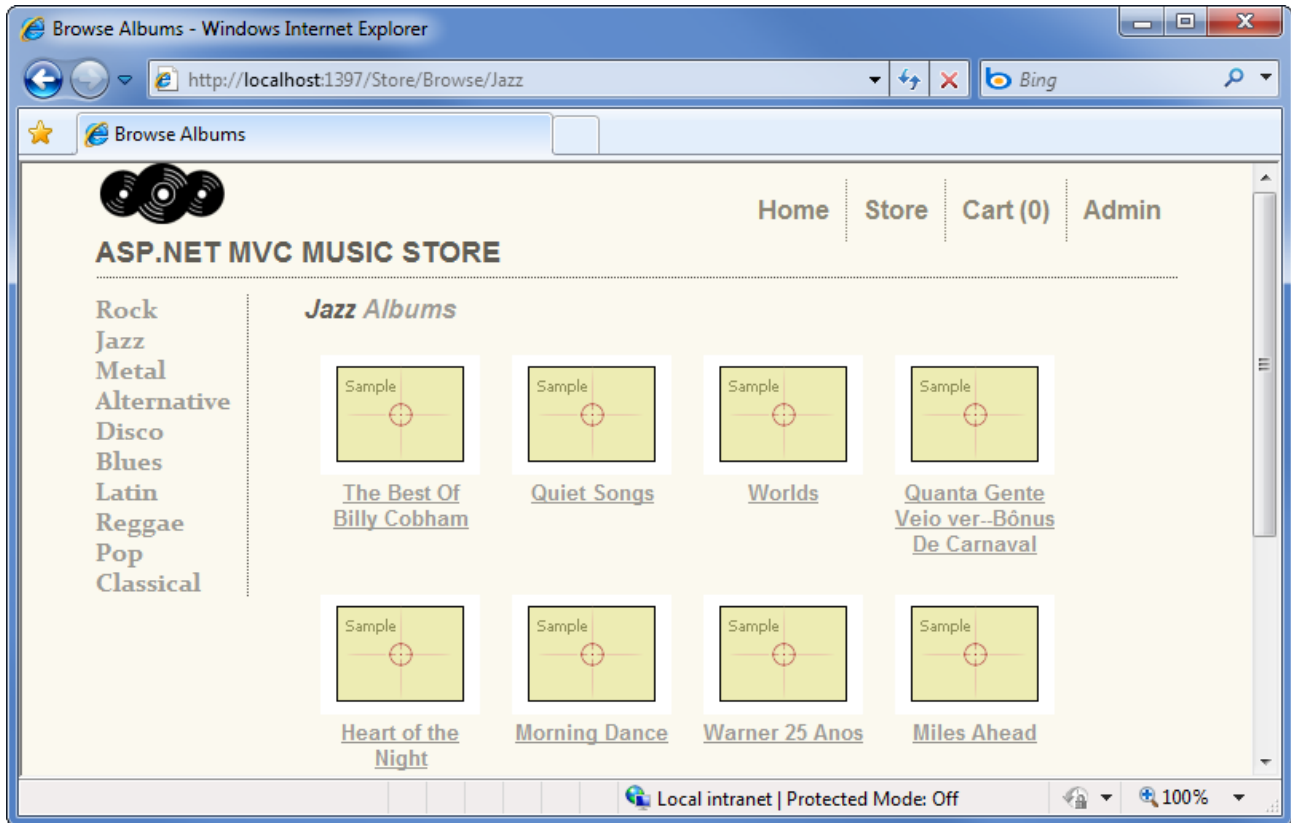 Browse Albums - Windows Internet Explorer
http://localhost:1397/Store/Browse/Jazz
Bing
Browse Albums
Home
Store
Cart (0)
Admin
ASP.NET MVC MUSIC STORE
Rock
Jazz
Metal
Alternative
Disco
Blues
Latin
Reggae
Pop
Classical
Jazz Albums
Sample
The Best Of
Billy Cobham
Sample
Quiet Songs
Sample
Worlds
Sample
Quanta Gente
Veio ver--Bônus
De Carnaval
Sample
Heart of the
Night
Sample
Morning Dance
Sample
Warner 25 Anos
Sample
Miles Ahead
Local intranet | Protected Mode: Off
100%